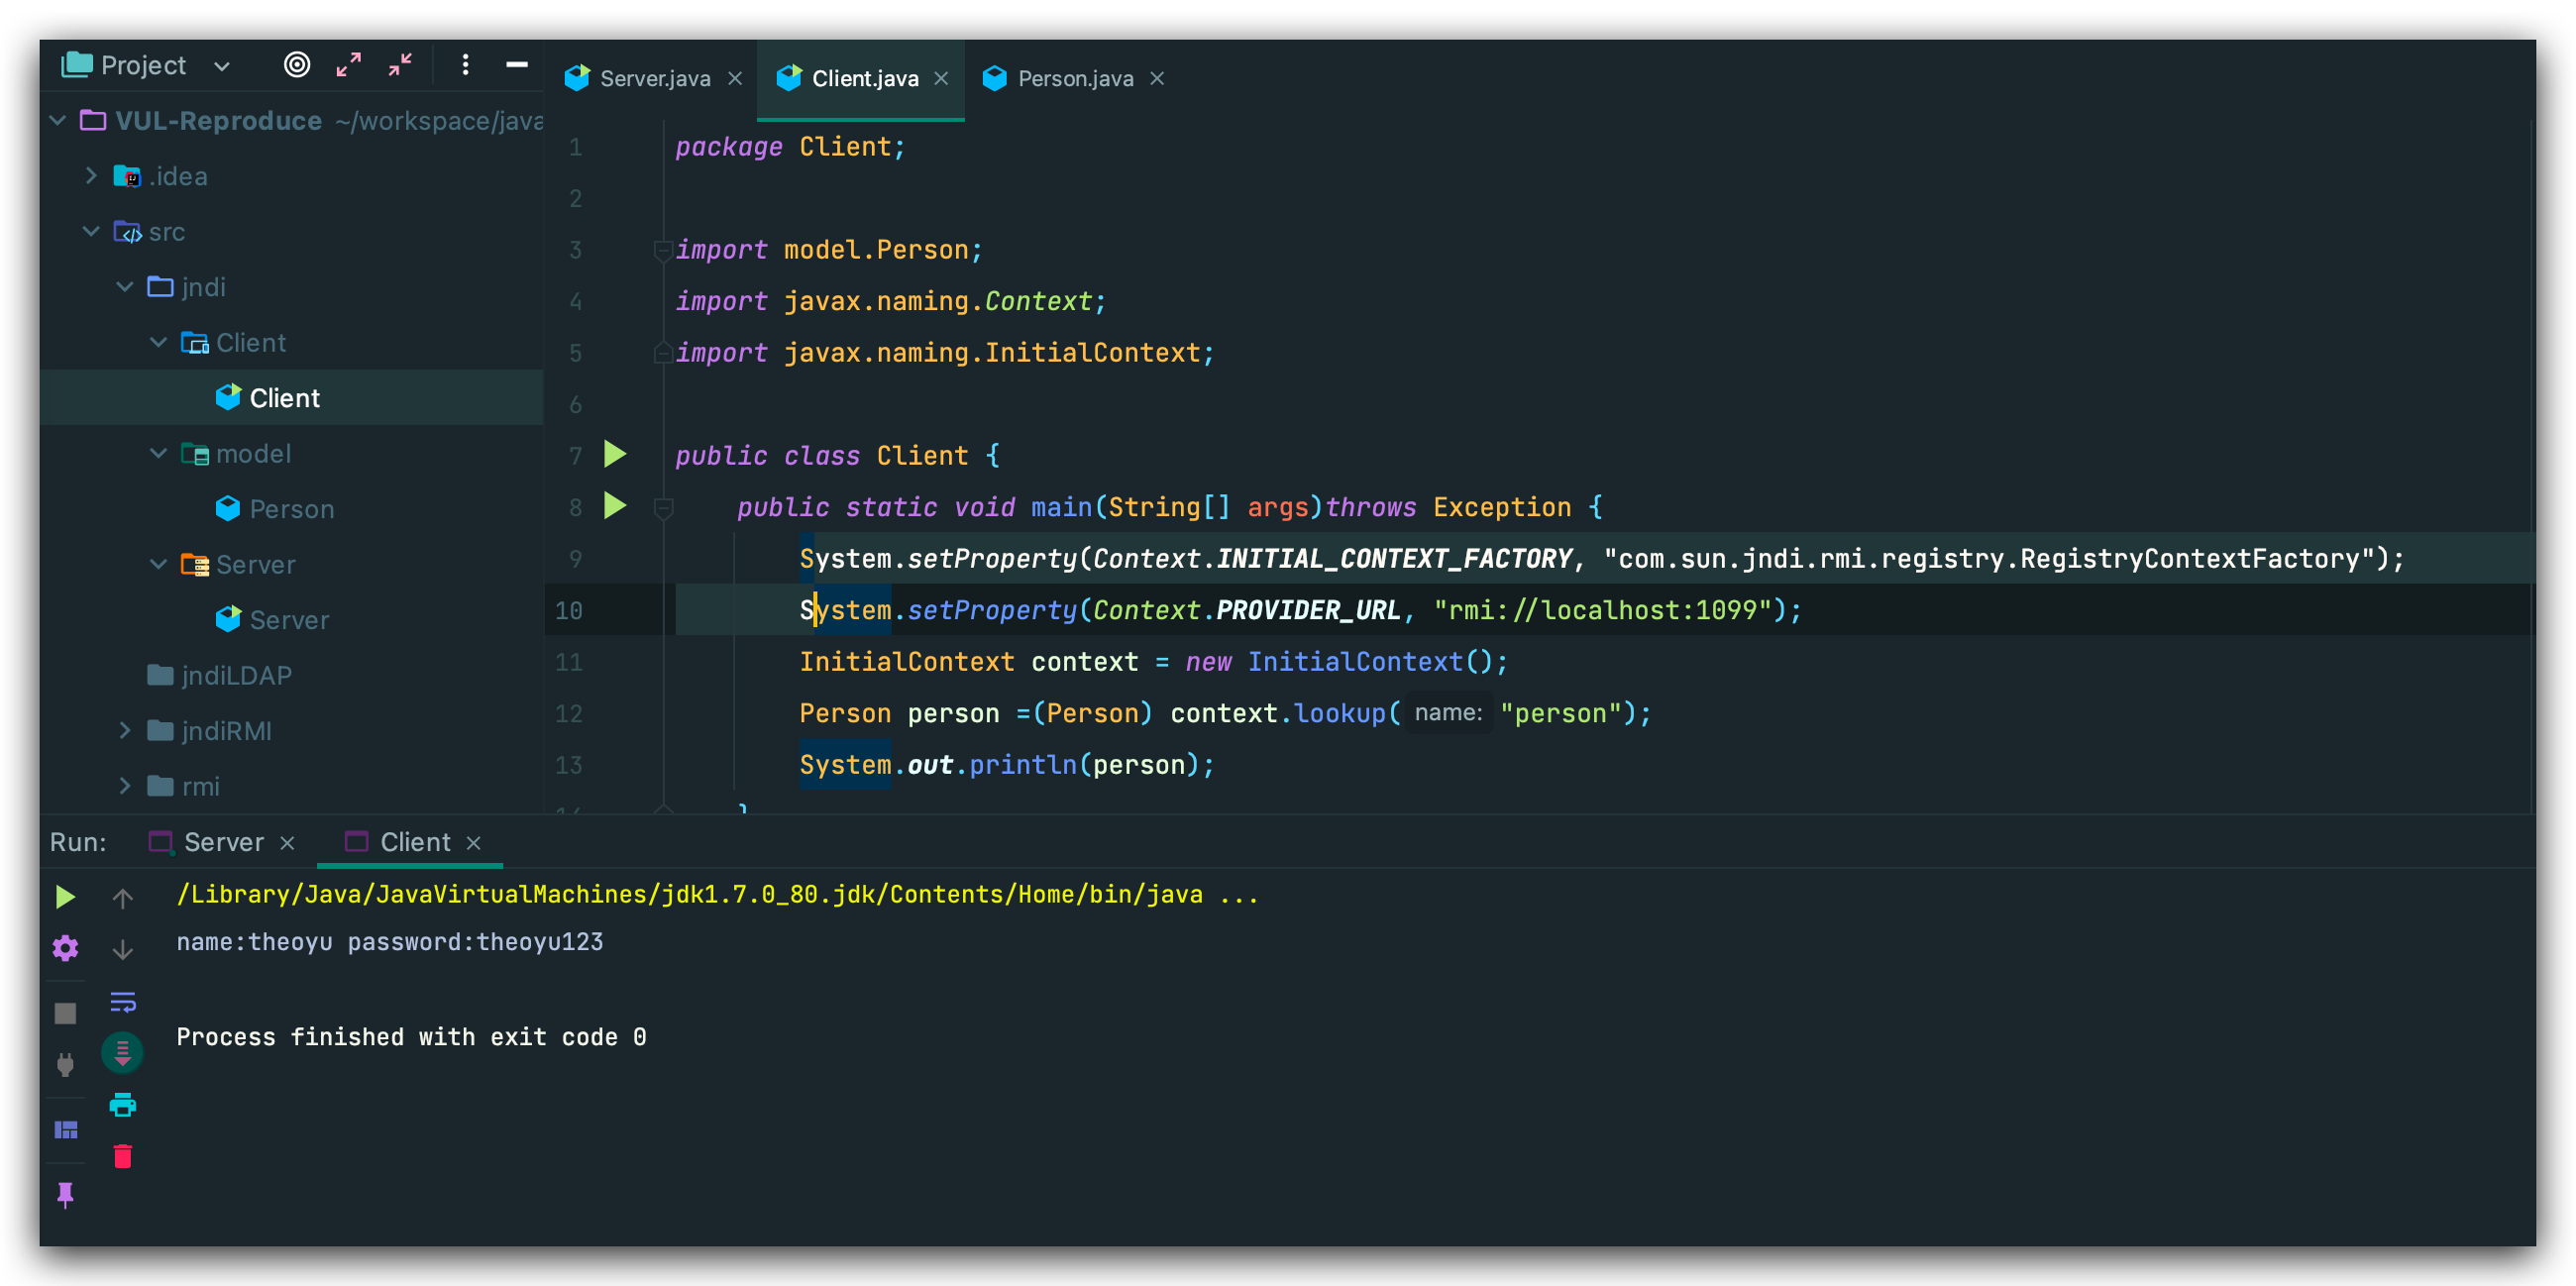 Project
VUL-Reproduce ~/workspace/java
.idea
src
jndi
Client
Client
model
Person
Server
Server
jndiLDAP
jndiRMI
rmi
Server.java
Client.java
Person.java
1 package Client;
2
3 import model.Person;
4 import javax.naming.Context;
5 import javax.naming.InitialContext;
6
7 public class Client {
8 public static void main(String[] args)throws Exception {
9 System.setProperty(Context.INITIAL_CONTEXT_FACTORY, "com.sun.jndi.rmi.registry.RegistryContextFactory");
10 System.setProperty(Context.PROVIDER_URL, "rmi://localhost:1099");
11 InitialContext context = new InitialContext();
12 Person person =(Person) context.lookup( name: "person");
13 System.out.println(person);
14 }
Run: Server Client
/Library/Java/JavaVirtualMachines/jdk1.7.0_80.jdk/Contents/Home/bin/java ...
name:theoyu password:theoyu123
Process finished with exit code 0